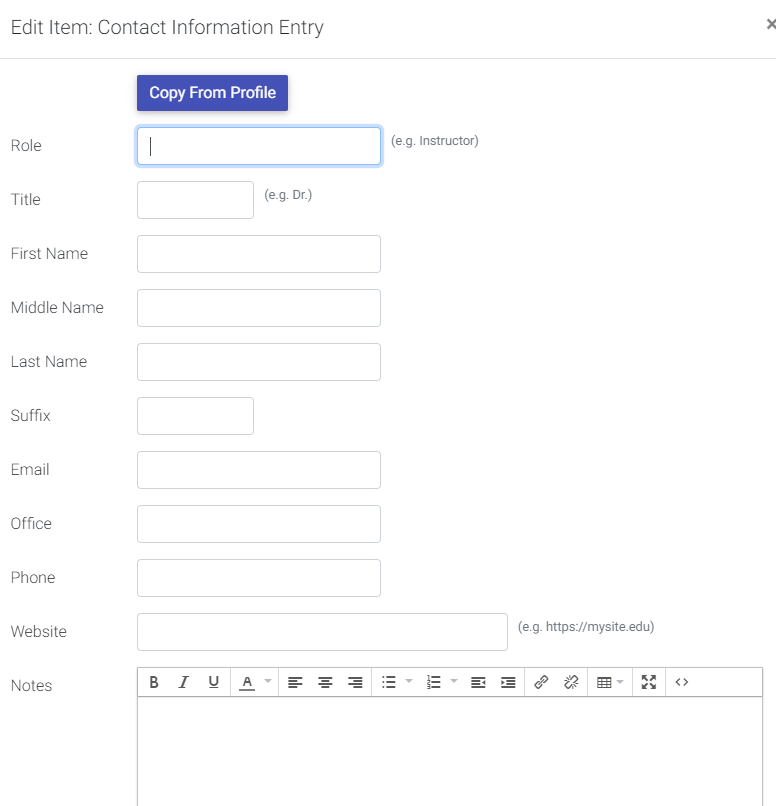 Edit Item: Contact Information Entry ×
Copy From Profile
Role (e.g. Instructor)
Title (e.g. Dr.)
First Name
Middle Name
Last Name
Suffix
Email
Office
Phone
Website (e.g. https://mysite.edu)
Notes B I U A